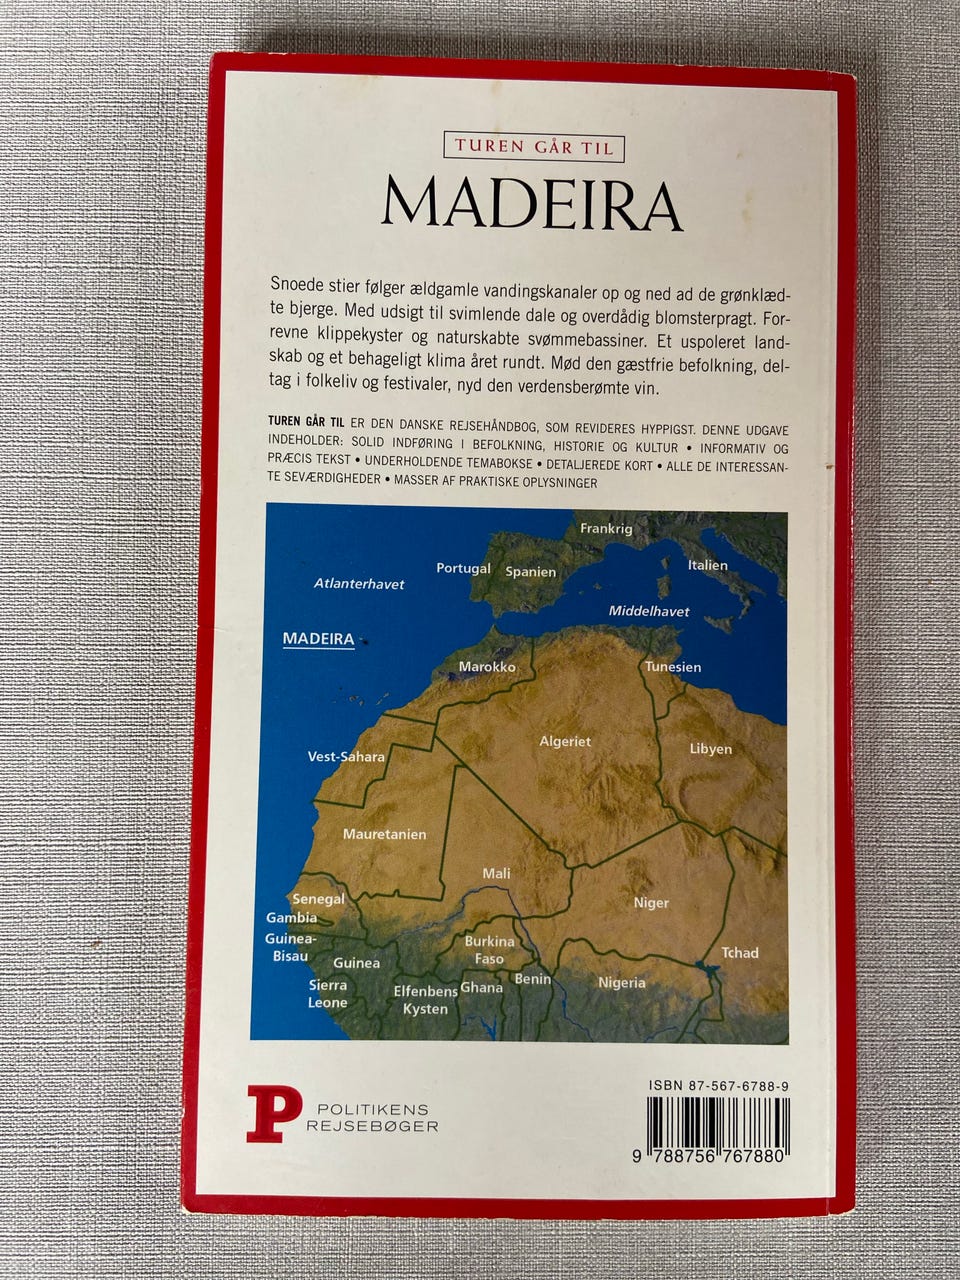 TUREN GÅR TIL
MADEIRA
Snoede stier følger ældgamle vandingskanaler op og ned ad de grønklæd-
te bjerge. Med udsigt til svimlende dale og overdådig blomsterpragt. For-
revne klippekyster og naturskabte svømmebassiner. Et uspoleret land-
skab og et behageligt klima året rundt. Mød den gæstfrie befolkning, del-
tag i folkeliv og festivaler, nyd den verdensberømte vin.
TUREN GÅR TIL ER DEN DANSKE REJSEHÅNDBOG, SOM REVIDERES HYPPIGST. DENNE UDGAVE
INDEHOLDER: SOLID INDFØRING I BEFOLKNING, HISTORIE OG KULTUR • INFORMATIV OG
PRÆCIS TEKST • UNDERHOLDENDE TEMABOKSE • DETALJEREDE KORT • ALLE DE INTERESSAN-
TE SEVÆRDIGHEDER • MASSER AF PRAKTISKE OPLYSNINGER
Frankrig
Portugal
Spanien
Italien
Atlanterhavet
Middelhavet
MADEIRA
Marokko
Tunesien
Algeriet
Libyen
Vest-Sahara
Mauretanien
Mali
Niger
Senegal
Gambia
Guinea-
Bisau
Guinea
Burkina
Faso
Tchad
Sierra
Leone
Elfenbens
Kysten
Ghana
Benin
Nigeria
P
POLITIKENS
REJSEBØGER
ISBN 87-567-6788-9
9 788756 767880